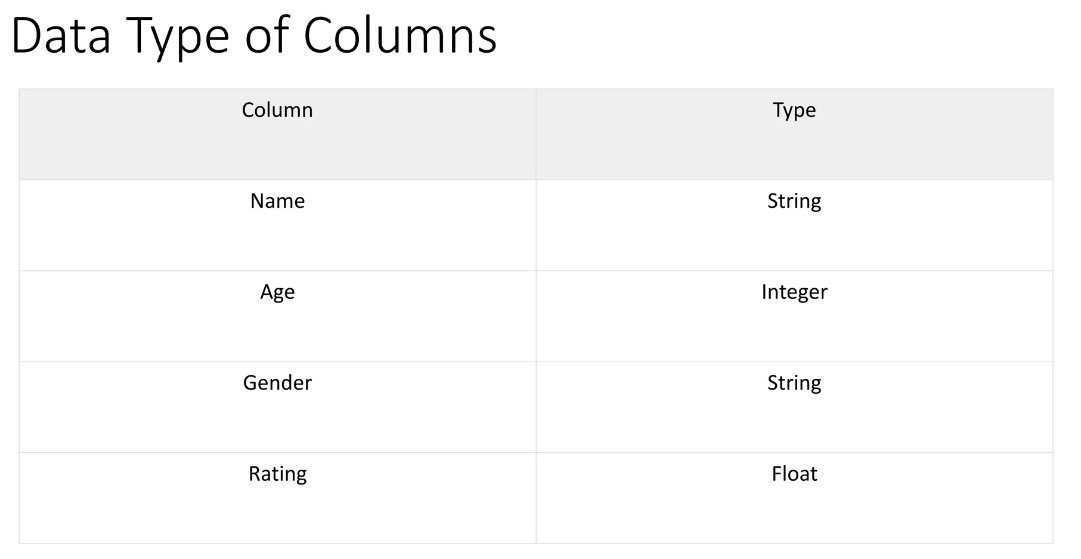 Data Type of Columns
Column Type
Name String
Age Integer
Gender String
Rating Float